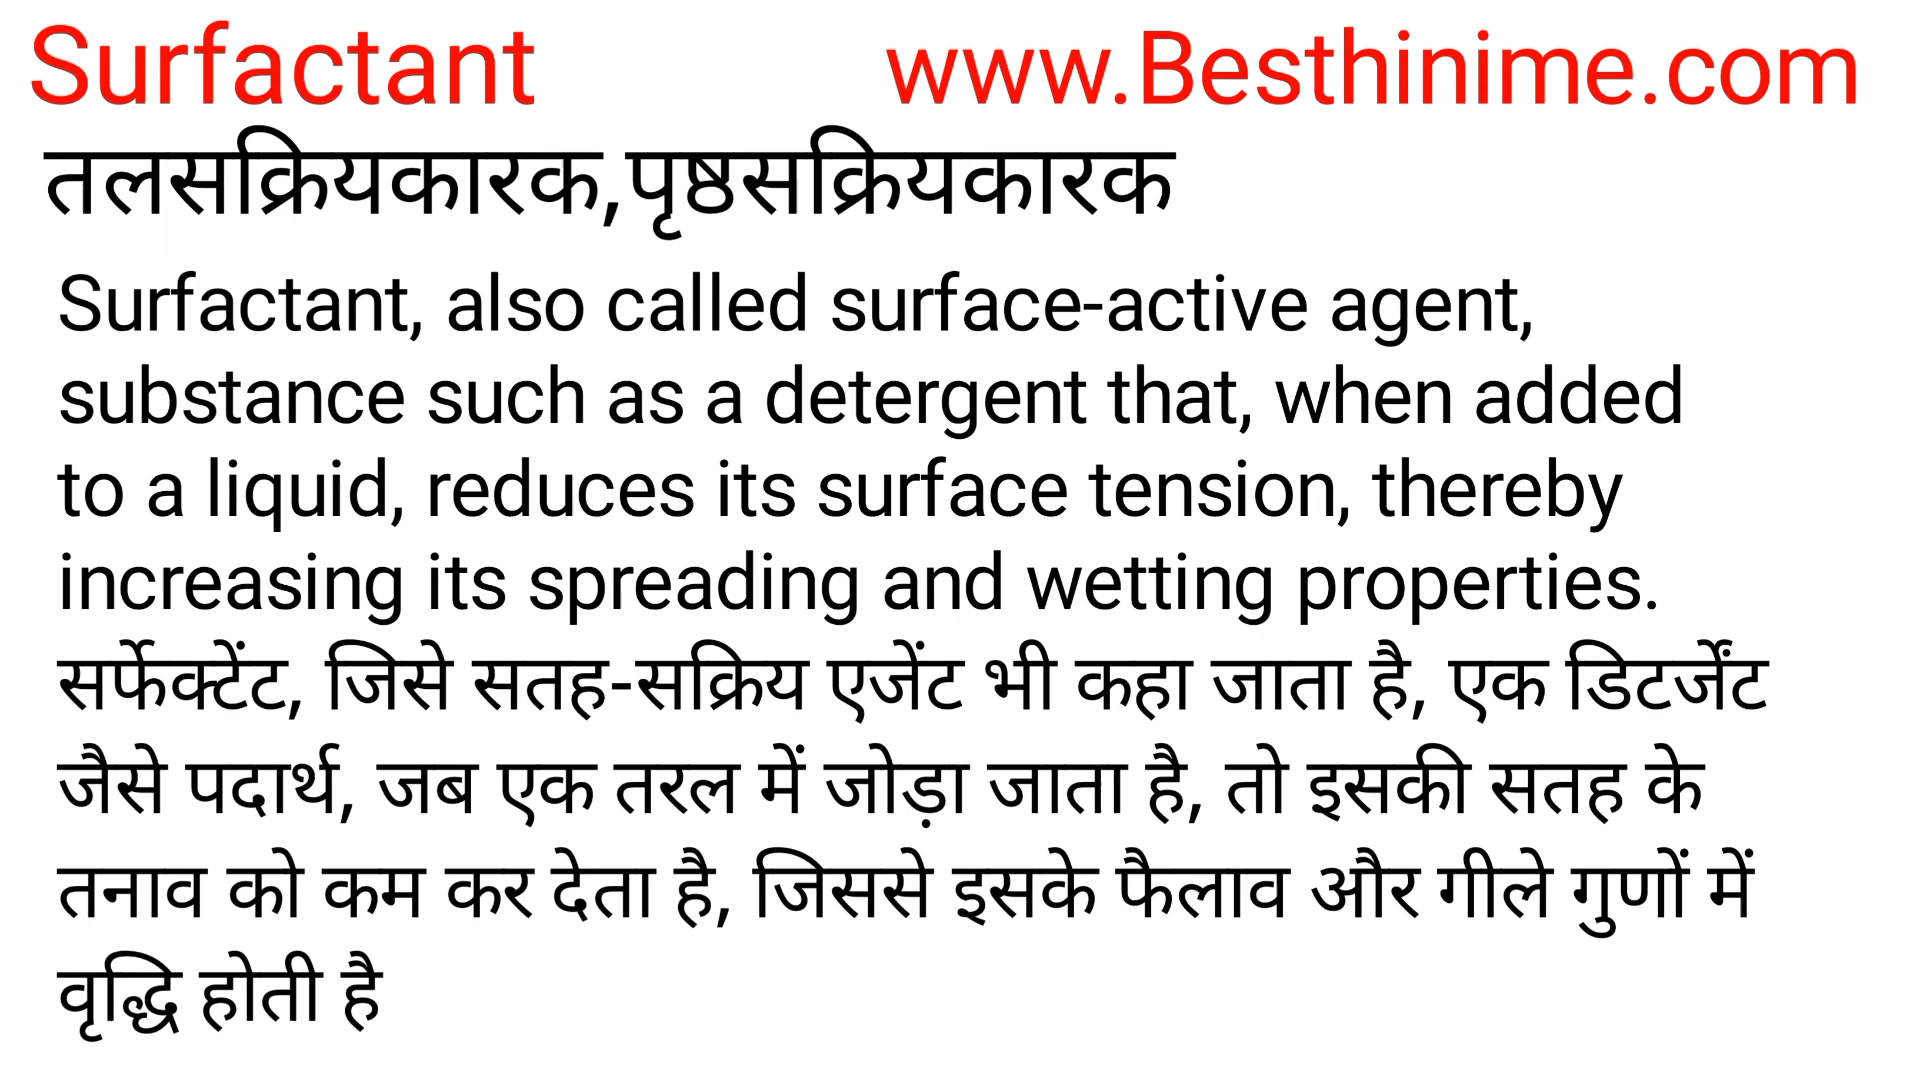 Surfactant www.Besthinime.com
तलसक्रियकारक,पृष्ठसक्रियकारक
Surfactant, also called surface-active agent,
substance such as a detergent that, when added
to a liquid, reduces its surface tension, thereby
increasing its spreading and wetting properties.
सर्फेक्टेंट, जिसे सतह-सक्रिय एजेंट भी कहा जाता है, एक डिटर्जेंट
जैसे पदार्थ, जब एक तरल में जोड़ा जाता है, तो इसकी सतह के
तनाव को कम कर देता है, जिससे इसके फैलाव और गीले गुणों में
वृद्धि होती है